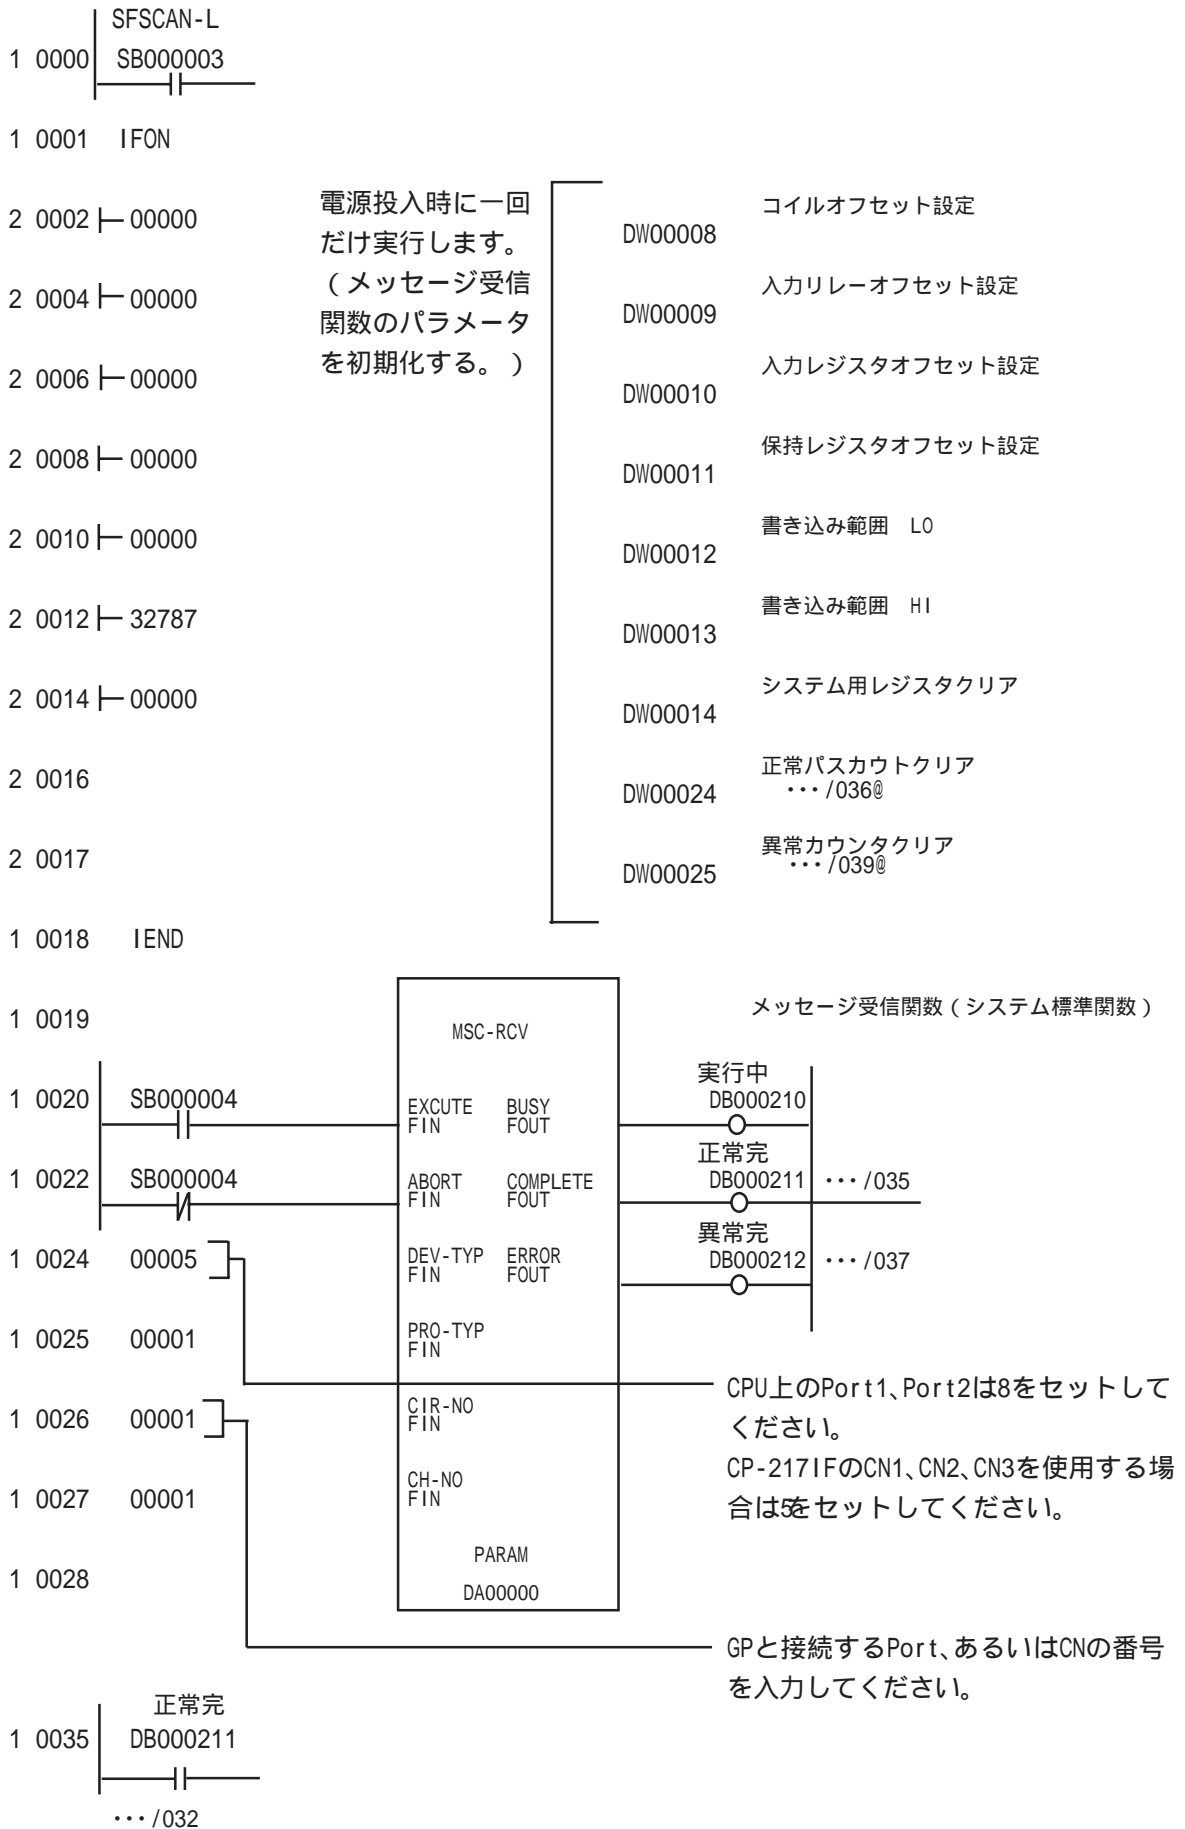 SFSCAN-L
1 0000 SB000003
1 0001 IFON
電源投入時に一回
だけ実行します。
(メッセージ受信
関数のパラメータ
を初期化する。)
2 0002 00000 DW00008 コイルオフセット設定
2 0004 00000 DW00009 入力リレーオフセット設定
2 0006 00000 DW00010 入力レジスタオフセット設定
2 0008 00000 DW00011 保持レジスタオフセット設定
2 0010 00000 DW00012 書き込み範囲 LO
2 0012 32787 DW00013 書き込み範囲 HI
2 0014 00000 DW00014 システム用レジスタクリア
2 0016 DW00024 正常パスカウトクリア
・・・/036@
2 0017 DW00025 異常カウンタクリア
・・・/039@
1 0018 IEND
1 0019 MSC-RCV メッセージ受信関数(システム標準関数)
実行中
1 0020 SB000004 EXCUTE BUSY DB000210
FIN FOUT
正常完
1 0022 SB000004 ABORT COMPLETE DB000211 ・・・/035
FIN FOUT
異常完
1 0024 00005 DEV-TYP ERROR DB000212 ・・・/037
FIN FOUT
1 0025 00001 PRO-TYP
FIN
CPU上のPort1、Port2は8をセットして
ください。
CP-217IFのCN1、CN2、CN3を使用する場
合は5をセットしてください。
1 0026 00001 CIR-NO
FIN
1 0027 00001 CH-NO
FIN
1 0028 PARAM
DA00000
GPと接続するPort、あるいはCNの番号
を入力してください。
正常完
1 0035 DB000211
・・・/032